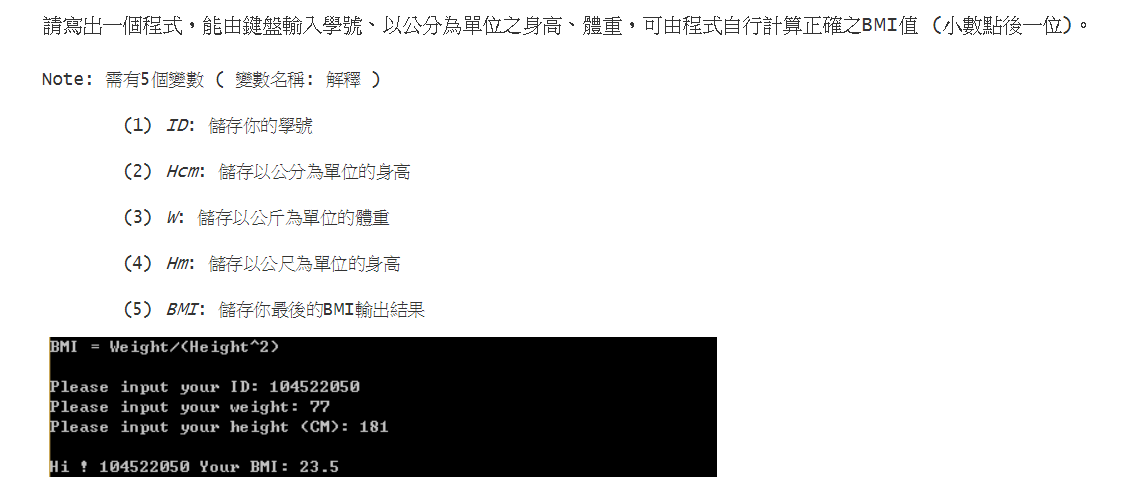 請寫出一個程式，能由鍵盤輸入學號、以公分為單位之身高、體重，可由程式自行計算正確之BMI值 (小數點後一位)。
Note: 需有5個變數 ( 變數名稱: 解釋 )
(1) ID: 儲存你的學號
(2) Hcm: 儲存以公分為單位的身高
(3) W: 儲存以公斤為單位的體重
(4) Hm: 儲存以公尺為單位的身高
(5) BMI: 儲存你最後的BMI輸出結果
BMI = Weight/(Height^2)
Please input your ID: 104522050
Please input your weight: 77
Please input your height (CM): 181
Hi ! 104522050 Your BMI: 23.5